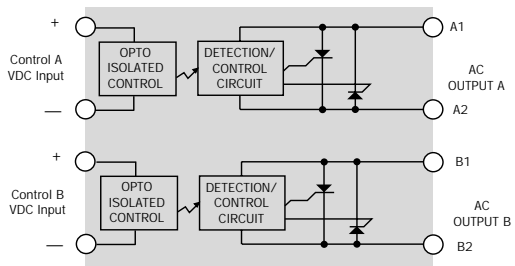 +
Control A
VDC Input
—
OPTO
ISOLATED
CONTROL
DETECTION/
CONTROL
CIRCUIT
A1
AC
OUTPUT A
A2
+
Control B
VDC Input
—
OPTO
ISOLATED
CONTROL
DETECTION/
CONTROL
CIRCUIT
B1
AC
OUTPUT B
B2